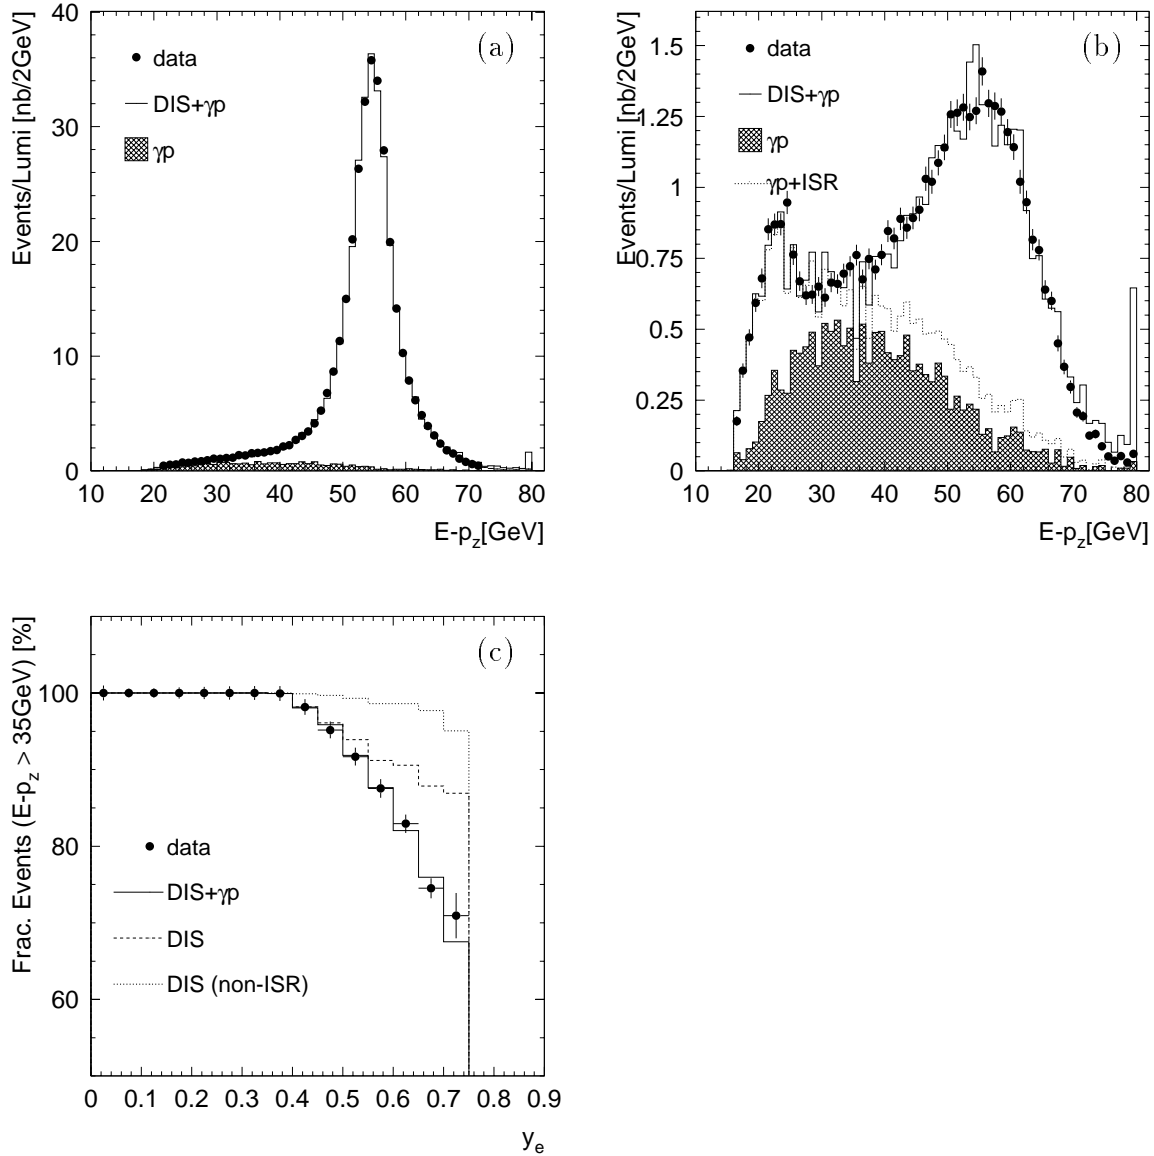 Events/Lumi [nb/2GeV]
40
30
20
10
0
(a)
data
DIS+γp
γp
10 20 30 40 50 60 70 80
E-p_z[GeV]
Events/Lumi [nb/2GeV]
1.5
1.25
1
0.75
0.5
0.25
0
(b)
data
DIS+γp
γp
γp+ISR
10 20 30 40 50 60 70 80
E-p_z[GeV]
Frac. Events (E-p_z > 35GeV) [%]
100
80
60
(c)
data
DIS+γp
DIS
DIS (non-ISR)
0 0.1 0.2 0.3 0.4 0.5 0.6 0.7 0.8 0.9
y_e